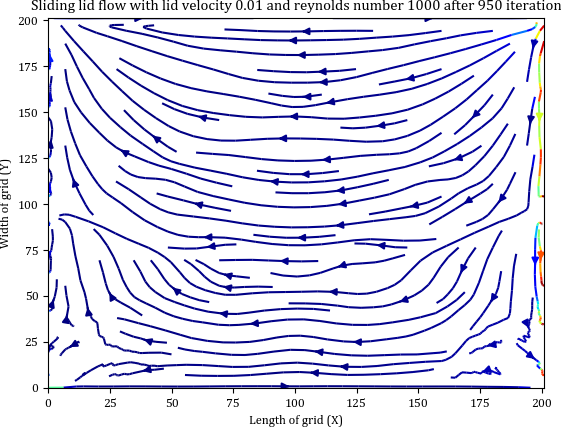 Sliding lid flow with lid velocity 0.01 and reynolds number 1000 after 950 iteration
200
175
150
125
100
75
50
25
0
Width of grid (Y)
0 25 50 75 100 125 150 175 200
Length of grid (X)